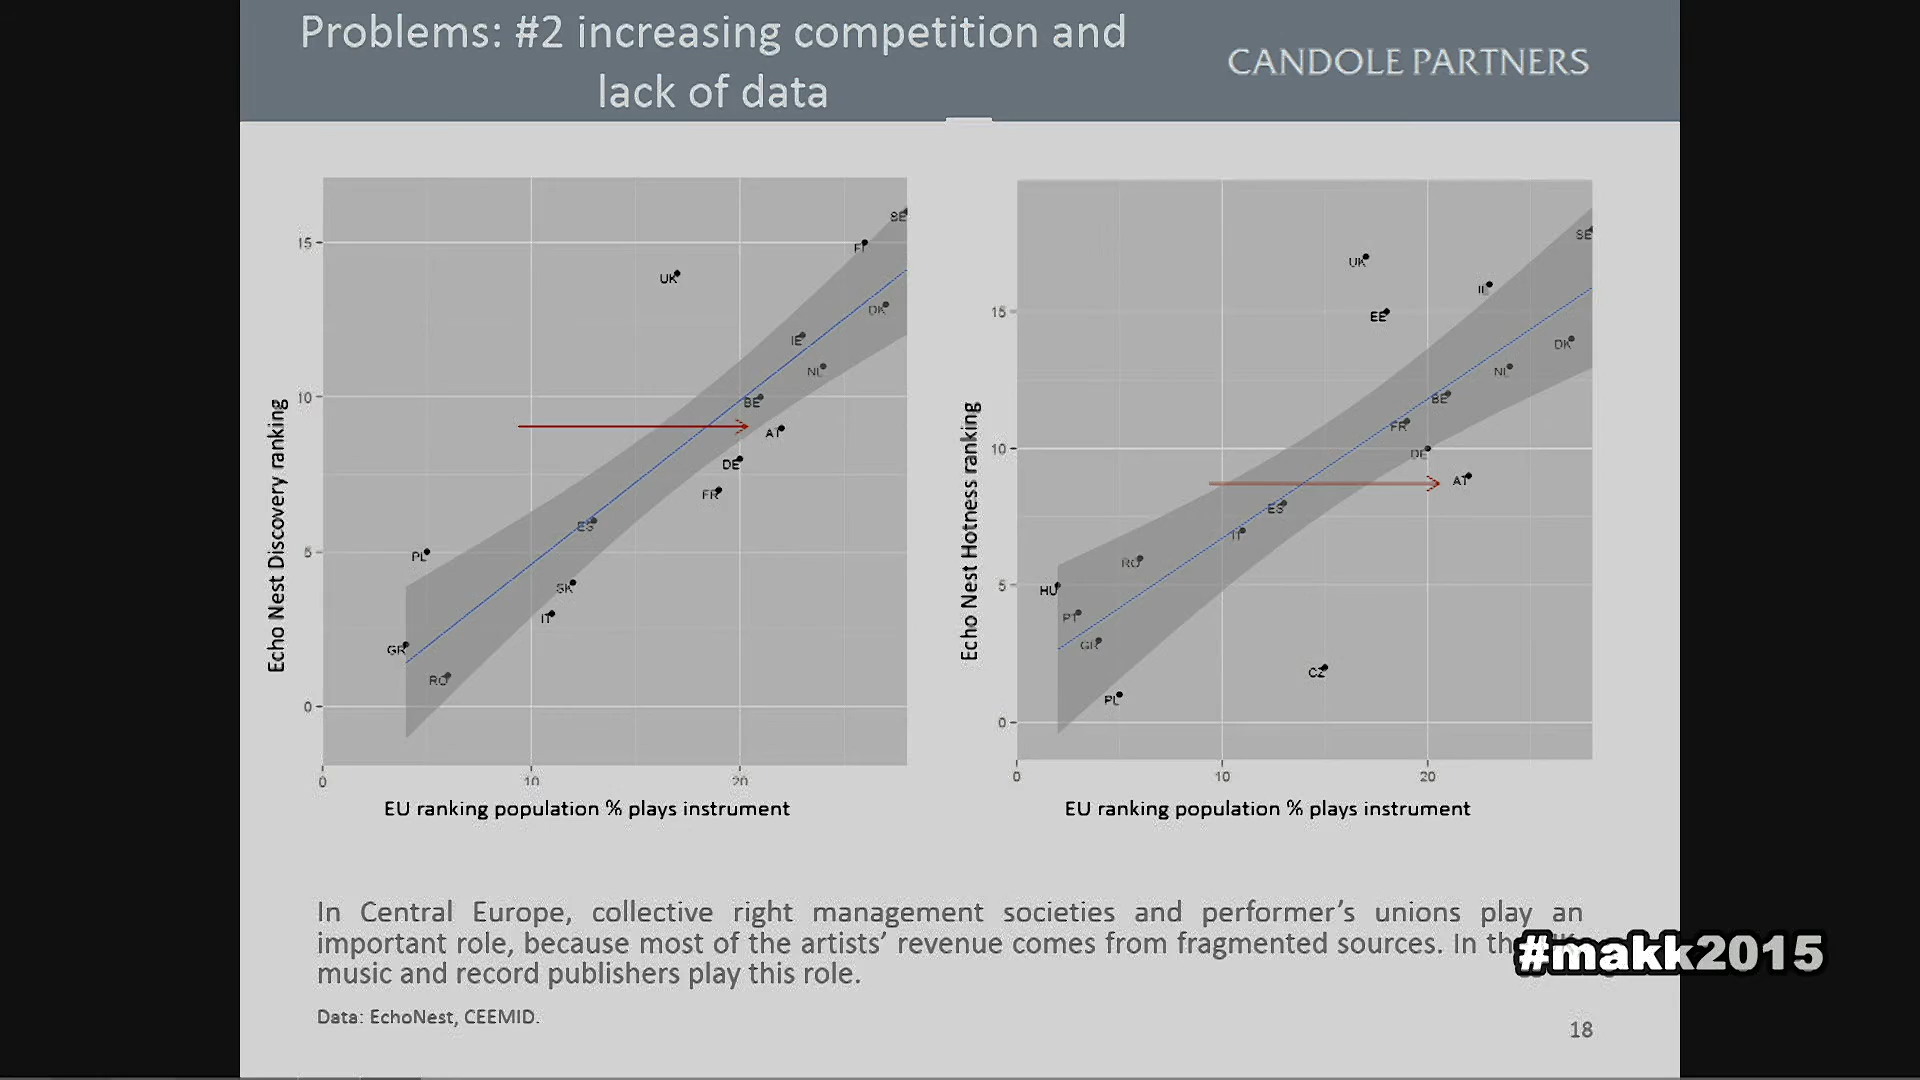 Problems: #2 increasing competition and
lack of data
CANDOLE PARTNERS
Echo Nest Discovery ranking
15
10
5
0
0
10
20
SE
FI
UK
DK
IE
NL
BE
AT
DE
FR
ES
PL
SK
IT
GR
RO
EU ranking population % plays instrument
Echo Nest Hotness ranking
15
10
5
0
0
10
20
SE
UK
EE
DK
NL
BE
FR
DE
AT
ES
IT
RO
HU
PT
GR
CZ
PL
EU ranking population % plays instrument
In Central Europe, collective right management societies and performer's unions play an
important role, because most of the artists' revenue comes from fragmented sources. In the
music and record publishers play this role.
#makk2015
Data: EchoNest, CEEMID.
18